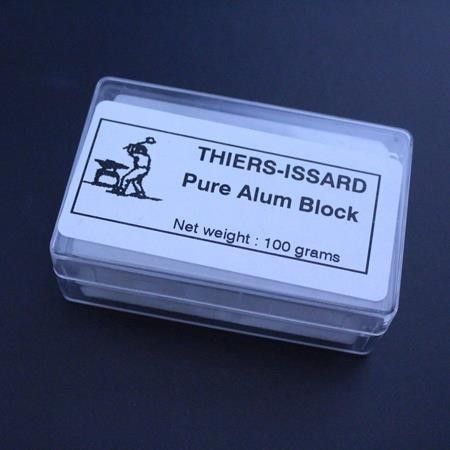 THIERS-ISSARD
Pure Alum Block
Net weight : 100 grams